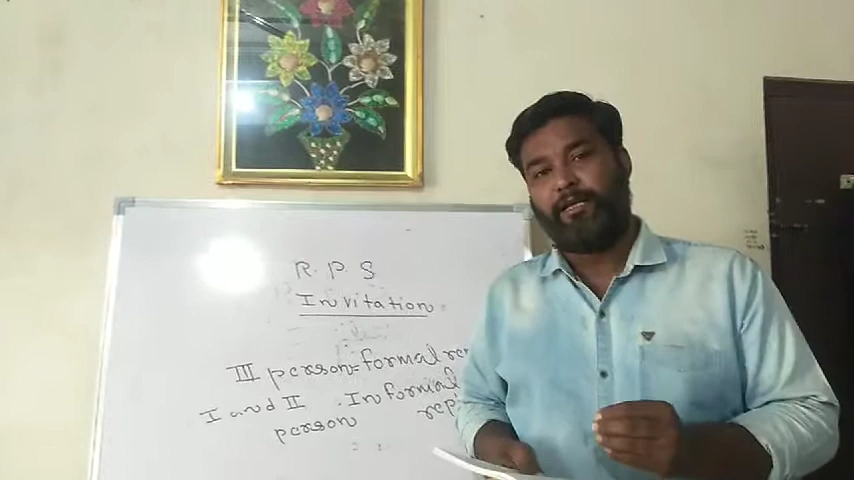 R.P S
Invitation
III person=formal
I and II . Informal
person